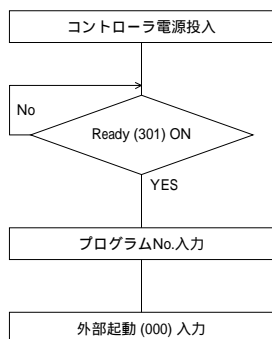 コントローラ電源投入
No
Ready (301) ON
YES
プログラムNo.入力
外部起動 (000) 入力